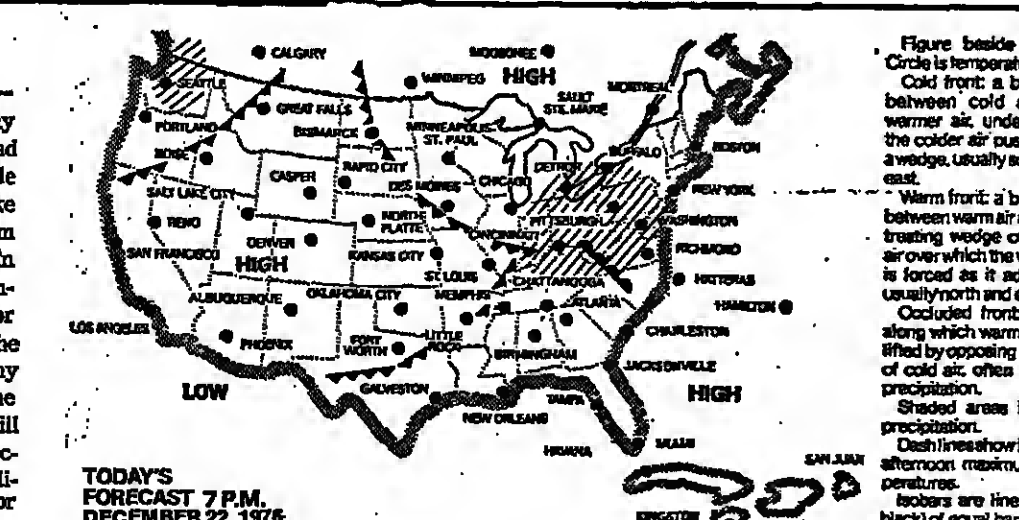 CALGARY
MOOSONEE
WINNIPEG
HIGH
MONTREAL
SEATTLE
SAULT
STE. MARIE
GREAT FALLS
PORTLAND
BISMARCK
MINNEAPOLIS
ST. PAUL
BUFFALO
BOSTON
BOISE
RAPID CITY
DETROIT
CASPER
DES MOINES
CHICAGO
NEW YORK
SALT LAKE CITY
RENO
NORTH
PLATTE
PITTSBURGH
WASHINGTON
CINCINNATI
DENVER
SAN FRANCISCO
KANSAS CITY
RICHMOND
HIGH
ST. LOUIS
CHATTANOOGA
HATTERAS
ALBUQUERQUE
OKLAHOMA CITY
MEMPHIS
ATLANTA
HAMILTON
LOS ANGELES
PHOENIX
FORT
WORTH
LITTLE
ROCK
BIRMINGHAM
CHARLESTON
JACKSONVILLE
LOW
GALVESTON
NEW ORLEANS
TAMPA
HIGH
HAVANA
MIAMI
SAN JUAN
KINGSTON
TODAY'S
FORECAST 7 P.M.
DECEMBER 22, 1976
Figure beside
Circle is temperat
Cold front: a b
between cold a
warmer air, unde
the colder air pus
a wedge, usually s
east.
Warm front: a b
between warm air a
treating wedge c
air over which the w
is forced as it ad
usually north and e
Occluded front
along which warm
lifted by opposing
of cold air, often
precipitation.
Shaded areas i
precipitation.
Dash lines show
afternoon maximu
peratures.
Isobars are line